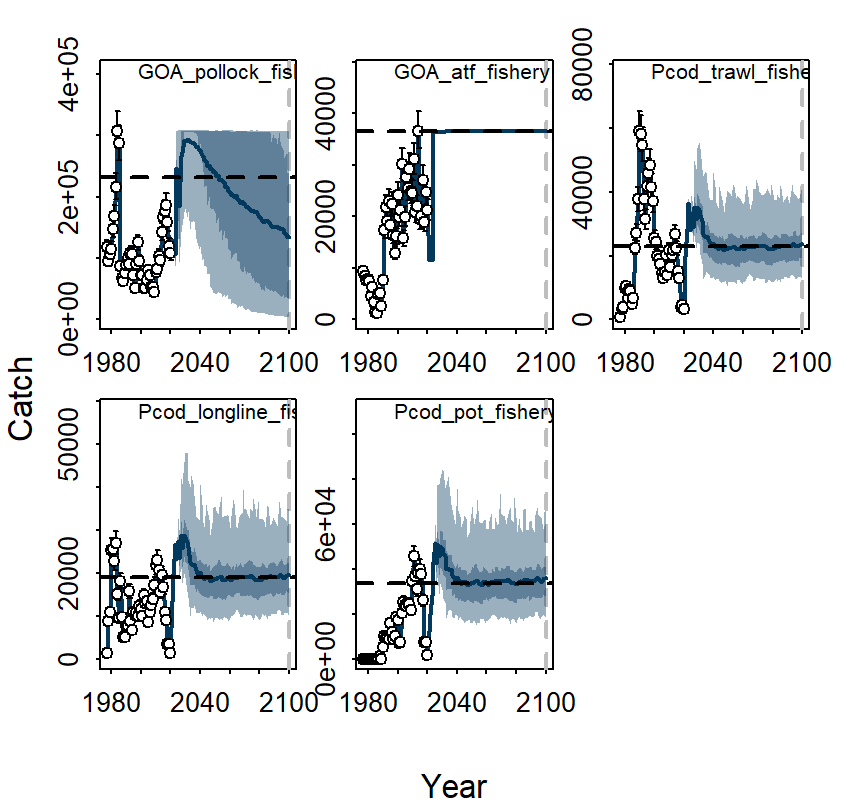 GOA_pollock_fis
GOA_atf_fishery
Pcod_trawl_fishe
0e+00 2e+05 4e+05
0 20000 40000
0 40000 80000
1980 2040 2100
1980 2040 2100
1980 2040 2100
Catch
Pcod_longline_fis
Pcod_pot_fishery
0 20000 50000
0e+00 6e+04
1980 2040 2100
1980 2040 2100
Year